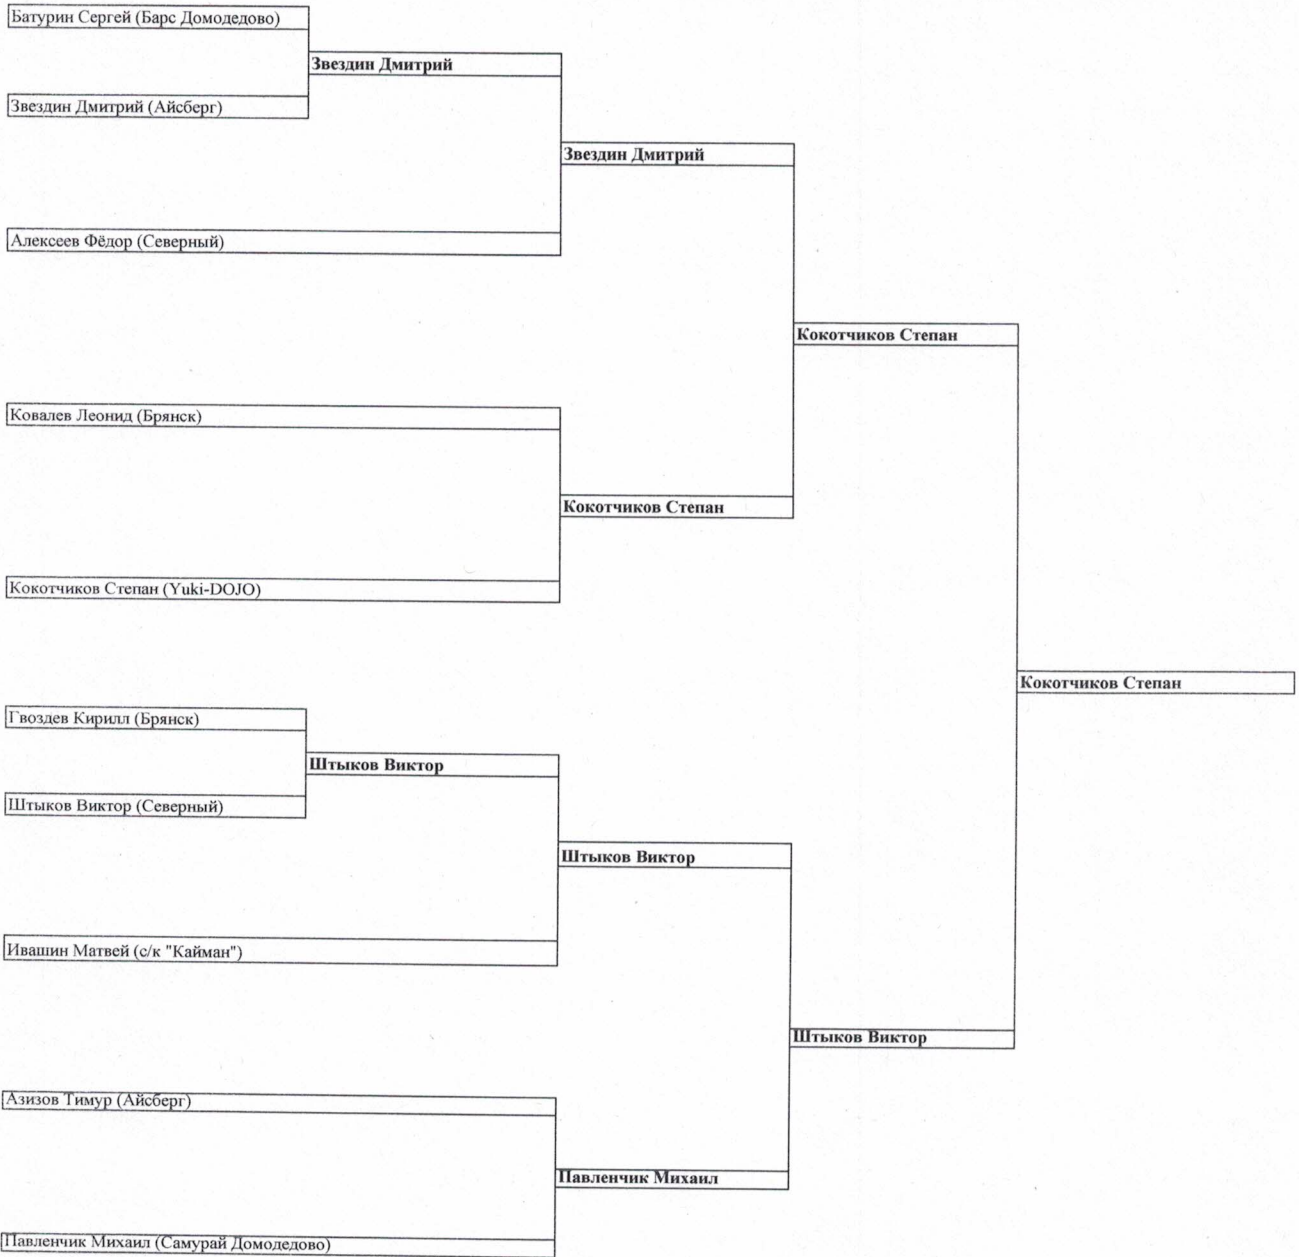 Батурин Сергей (Барс Домодедово)
Звездин Дмитрий
Звездин Дмитрий (Айсберг)
Звездин Дмитрий
Алексеев Фёдор (Северный)
Кокотчиков Степан
Ковалев Леонид (Брянск)
Кокотчиков Степан
Кокотчиков Степан (Yuki-DOJO)
Кокотчиков Степан
Гвоздев Кирилл (Брянск)
Штыков Виктор
Штыков Виктор (Северный)
Штыков Виктор
Ивашин Матвей (с/к "Кайман")
Штыков Виктор
Азизов Тимур (Айсберг)
Павленчик Михаил
Павленчик Михаил (Самурай Домодедово)